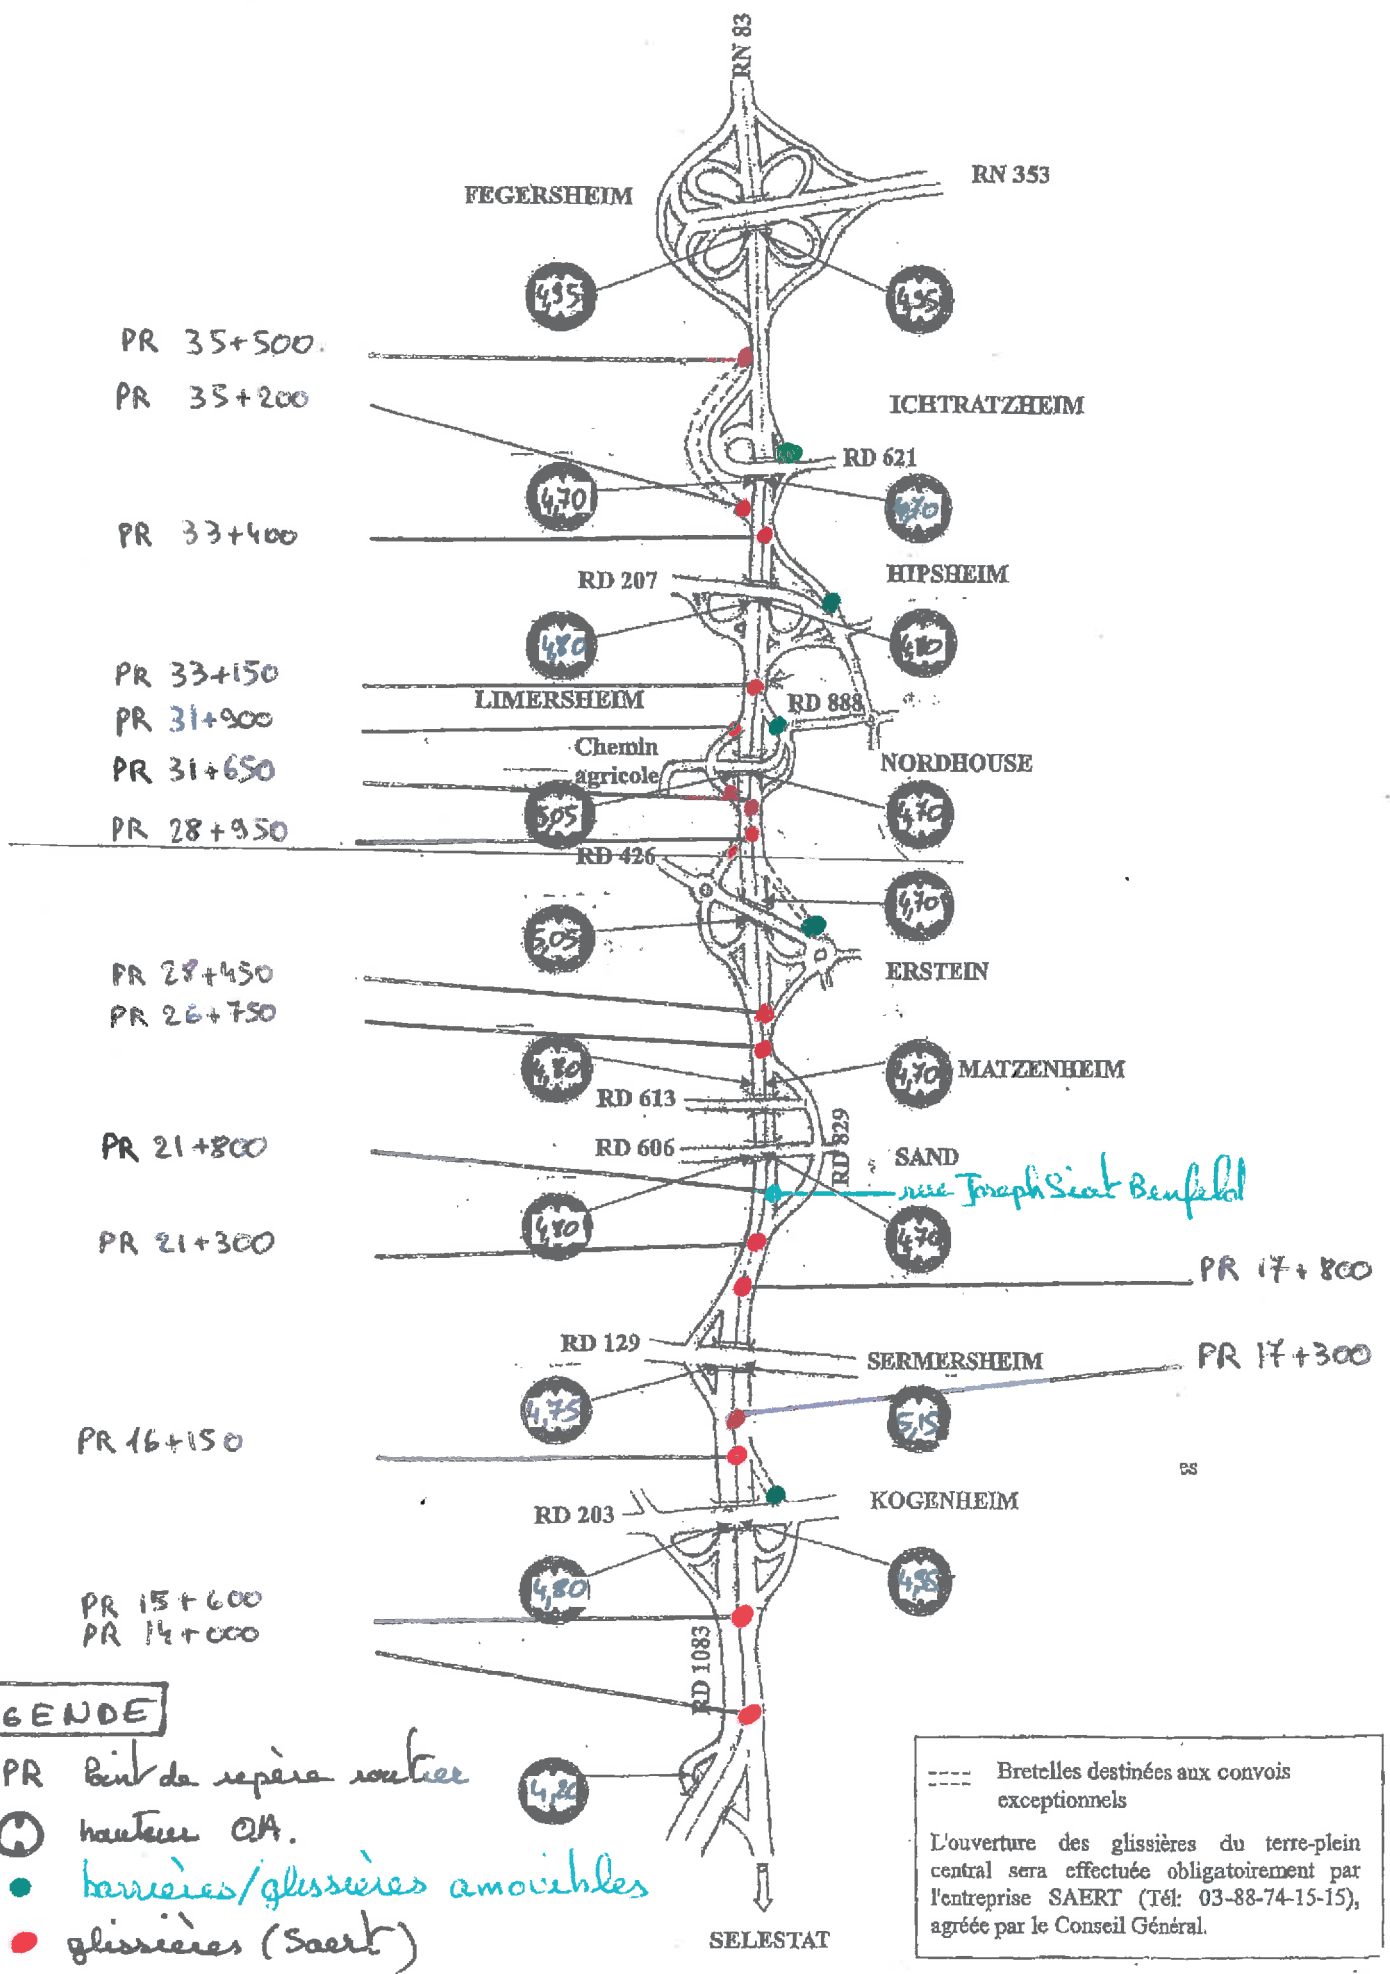 RN 83
RN 353
FEGERSHEIM
4,95
4,95
PR 35+500
PR 35+200
ICHTRATZHEIM
RD 621
4,70
4,70
PR 33+400
RD 207
HIPSHEIM
4,80
4,80
PR 33+150
LIMERSHEIM
RD 888
PR 31+900
Chemin
agricole
NORDHOUSE
PR 31+650
5,05
4,70
PR 28+950
RD 426
4,70
5,05
ERSTEIN
PR 28+450
PR 26+750
4,80
4,70
MATZENHEIM
RD 613
RD 829
PR 21+800
RD 606
SAND
rue Joseph Siat Benfeld
4,80
4,70
PR 21+300
PR 17+800
RD 129
SERMERSHEIM
PR 17+300
4,75
5,15
PR 16+150
es
RD 203
KOGENHEIM
4,80
4,95
PR 15+600
PR 14+000
RD 1083
GENDE
PR Point de repère routier
4,20
hauteur OA.
barrières/glissières amovibles
glissières (Saert)
SELESTAT
Bretelles destinées aux convois
exceptionnels
L'ouverture des glissières du terre-plein
central sera effectuée obligatoirement par
l'entreprise SAERT (Tél: 03-88-74-15-15),
agréée par le Conseil Général.